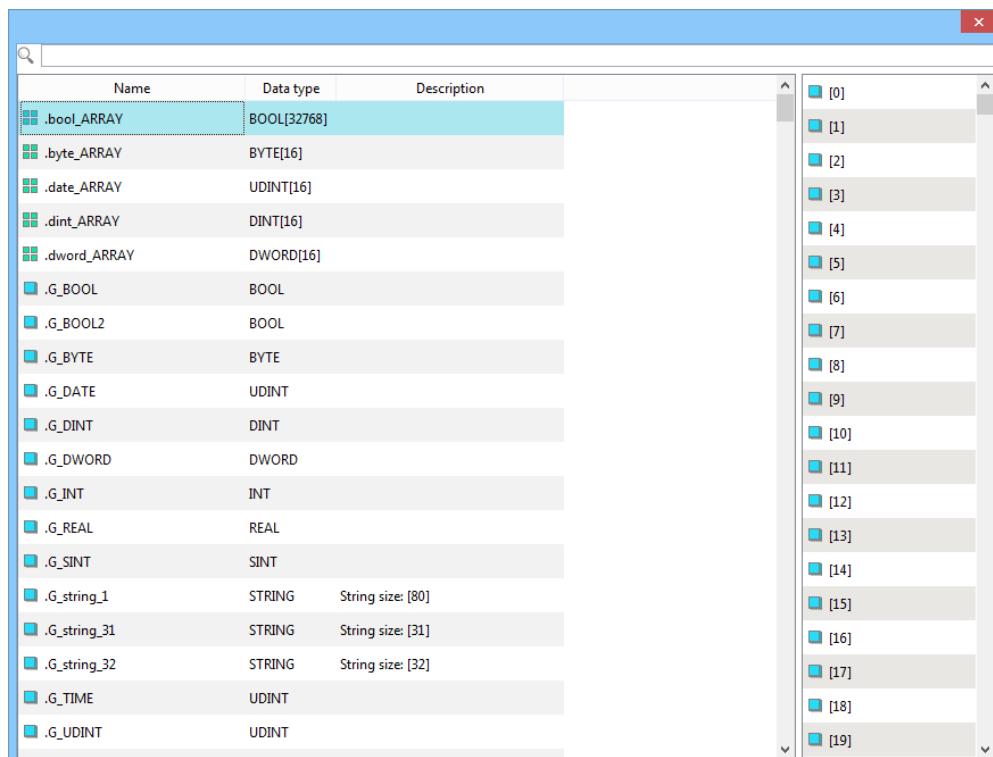 Name Data type Description
.bool_ARRAY BOOL[32768]
.byte_ARRAY BYTE[16]
.date_ARRAY UDINT[16]
.dint_ARRAY DINT[16]
.dword_ARRAY DWORD[16]
.G_BOOL BOOL
.G_BOOL2 BOOL
.G_BYTE BYTE
.G_DATE UDINT
.G_DINT DINT
.G_DWORD DWORD
.G_INT INT
.G_REAL REAL
.G_SINT SINT
.G_string_1 STRING String size: [80]
.G_string_31 STRING String size: [31]
.G_string_32 STRING String size: [32]
.G_TIME UDINT
.G_UDINT UDINT
[0]
[1]
[2]
[3]
[4]
[5]
[6]
[7]
[8]
[9]
[10]
[11]
[12]
[13]
[14]
[15]
[16]
[17]
[18]
[19]